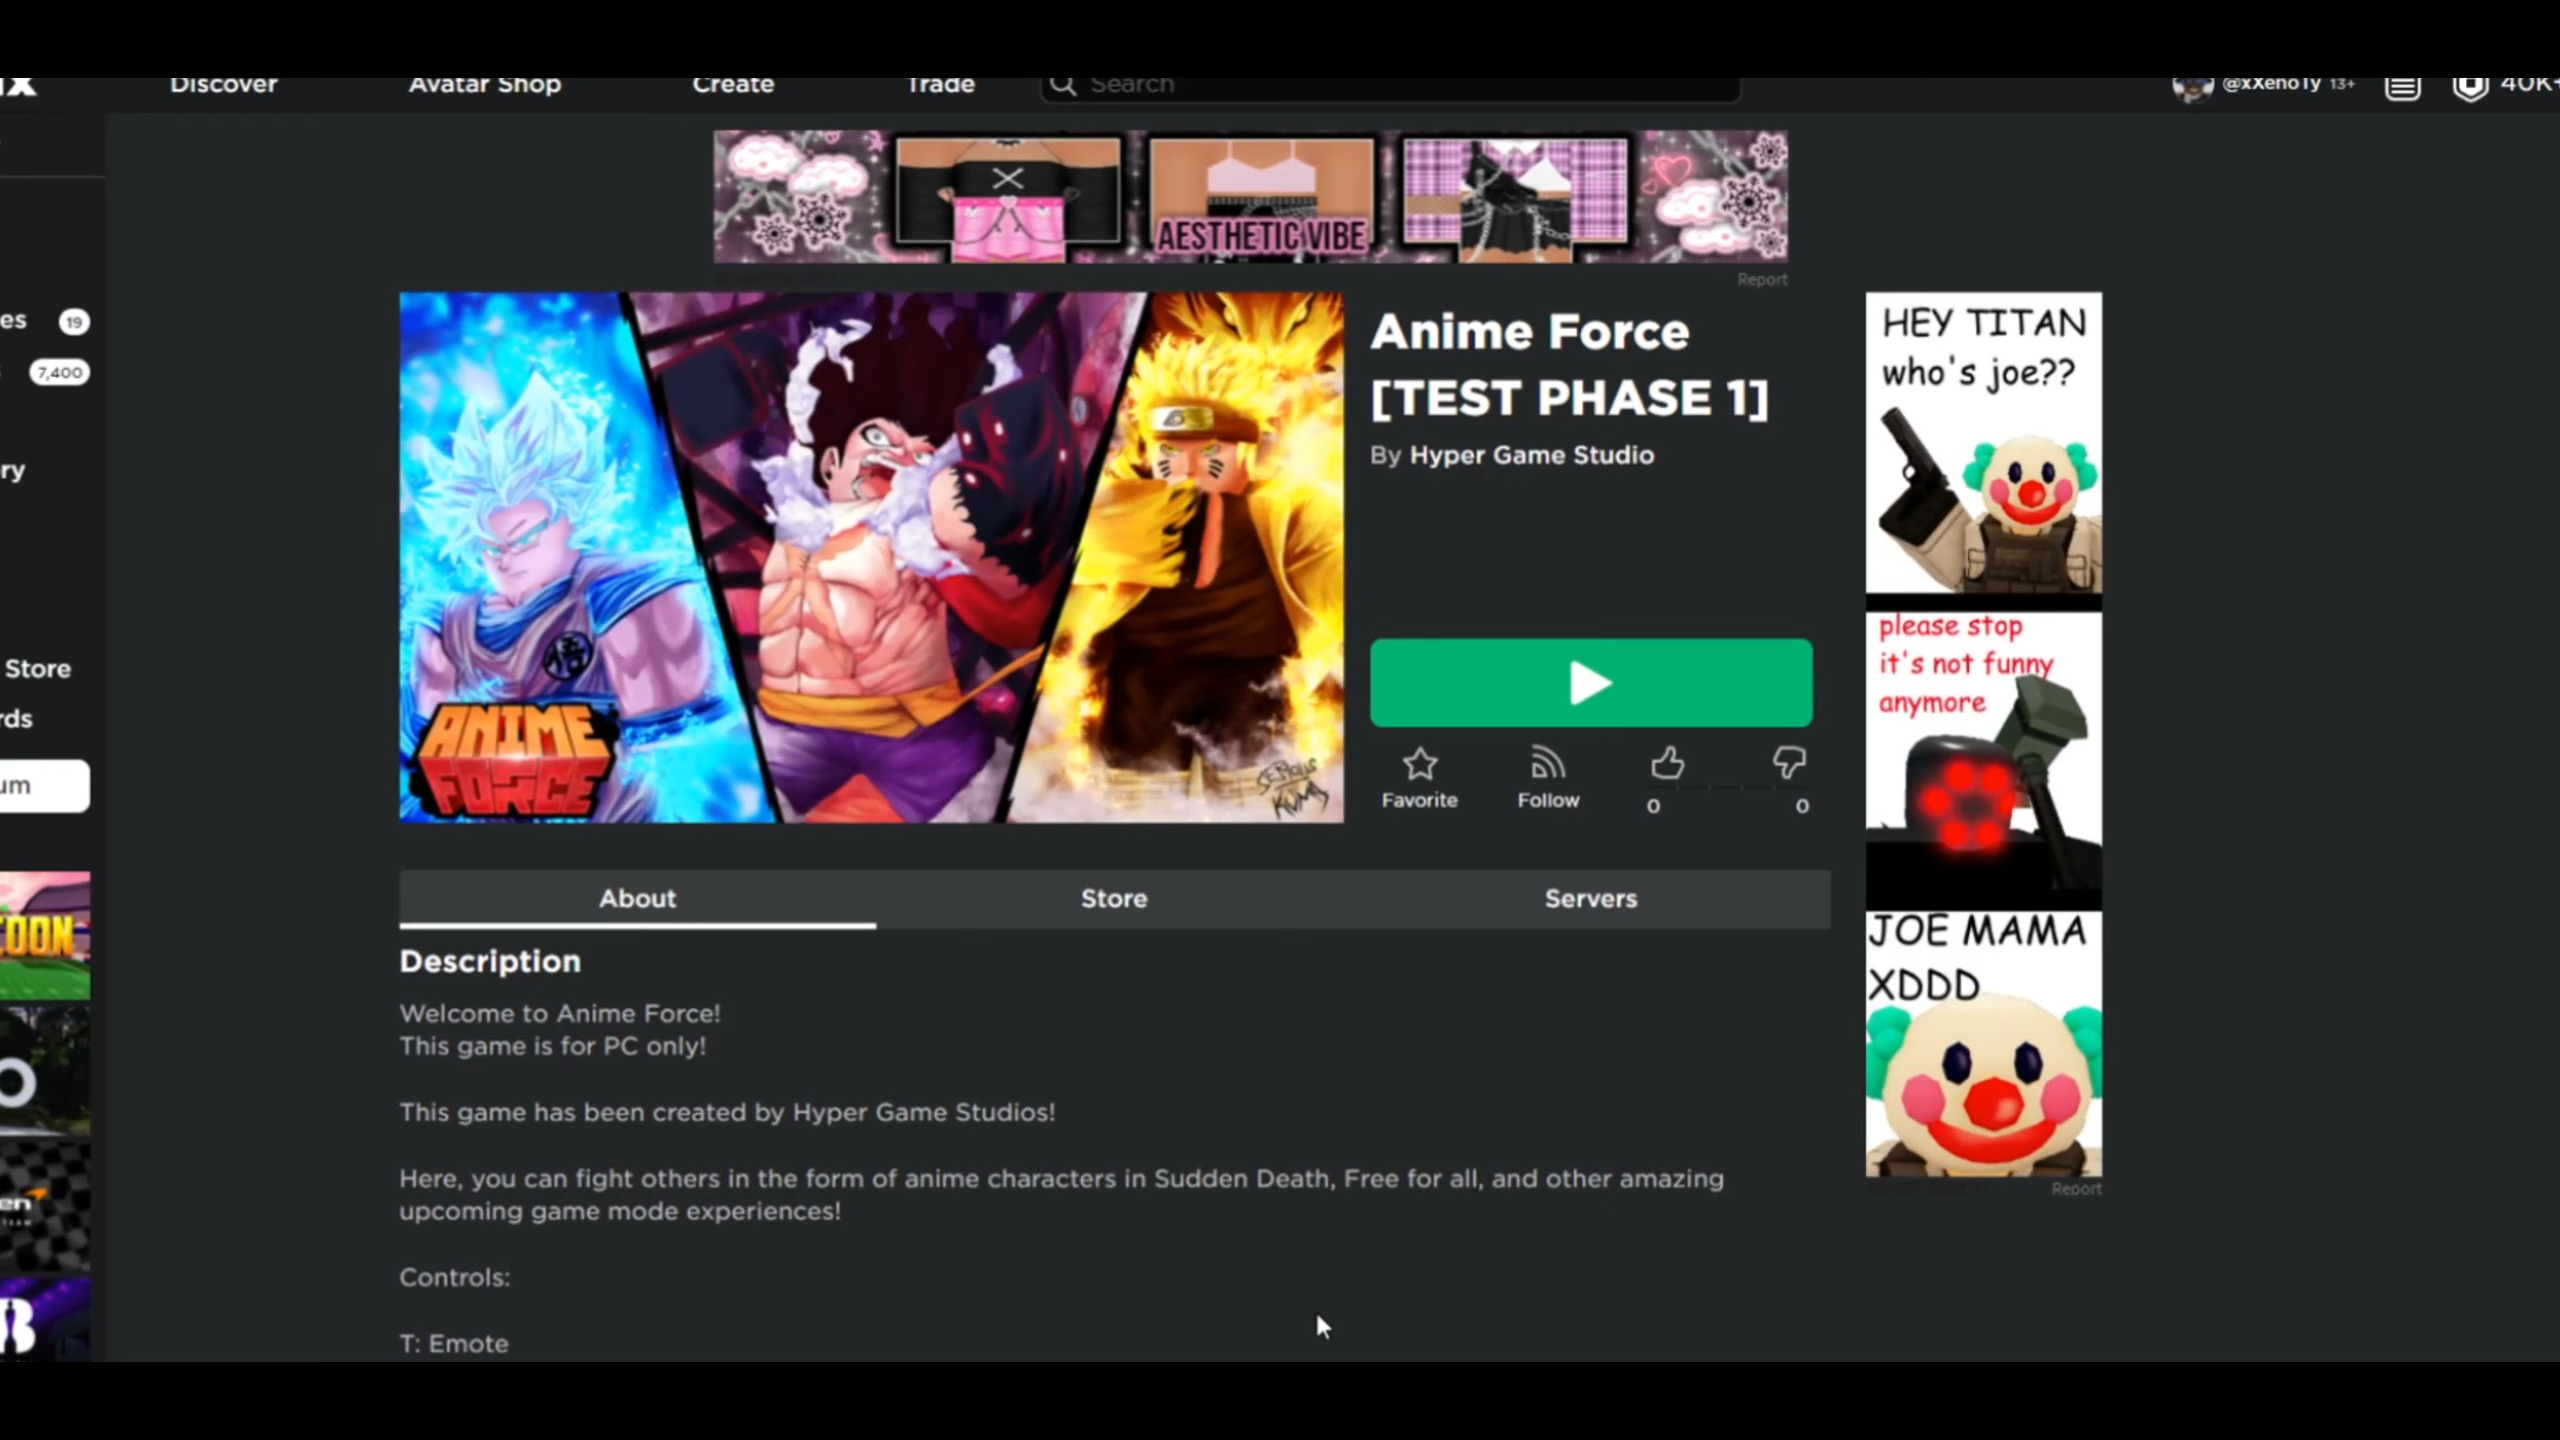 Discover Avatar Shop Create Trade Search @xXenoTy 13+ 40K+
AESTHETIC VIBE
Report
es 19
7,400
ry
Store
rds
um
Anime Force
[TEST PHASE 1]
By Hyper Game Studio
Favorite Follow 0 0
ANIME
FORCE
HEY TITAN
who's joe??
please stop
it's not funny
anymore
JOE MAMA
XDDD
Report
About Store Servers
Description
Welcome to Anime Force!
This game is for PC only!
This game has been created by Hyper Game Studios!
Here, you can fight others in the form of anime characters in Sudden Death, Free for all, and other amazing
upcoming game mode experiences!
Controls:
T: Emote